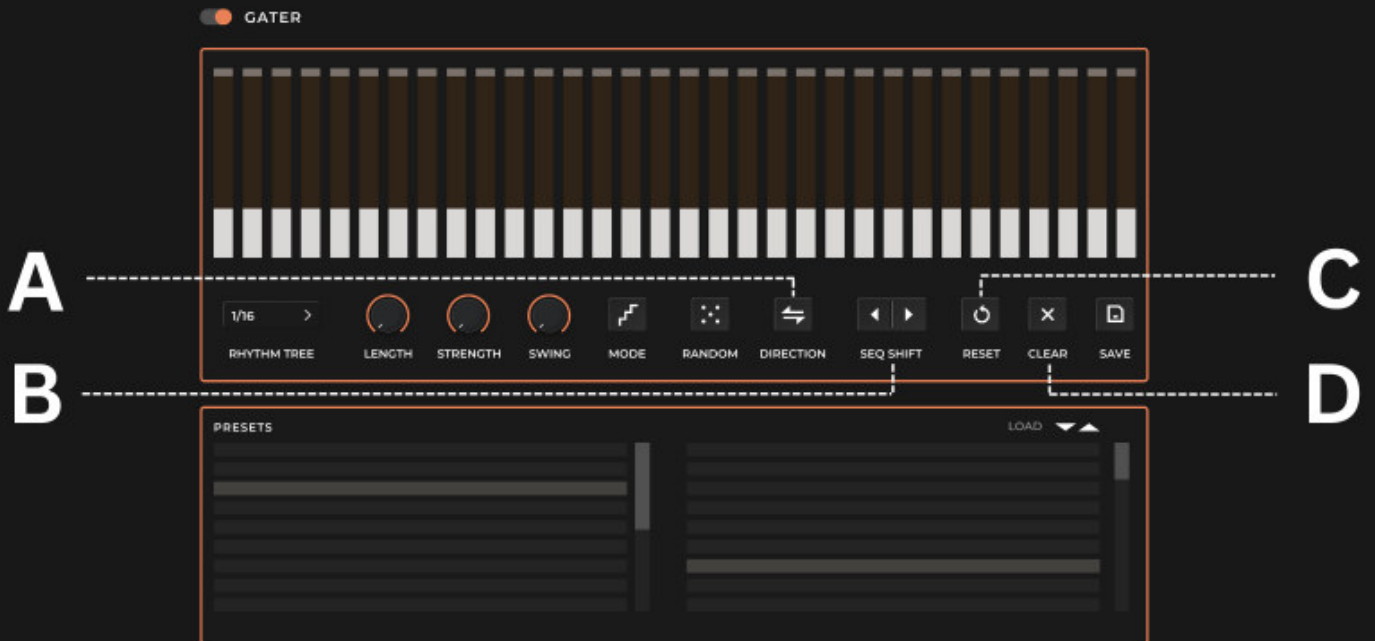 GATER
A
C
1/16
RHYTHM TREE LENGTH STRENGTH SWING MODE RANDOM DIRECTION SEQ SHIFT RESET CLEAR SAVE
B
D
PRESETS LOAD